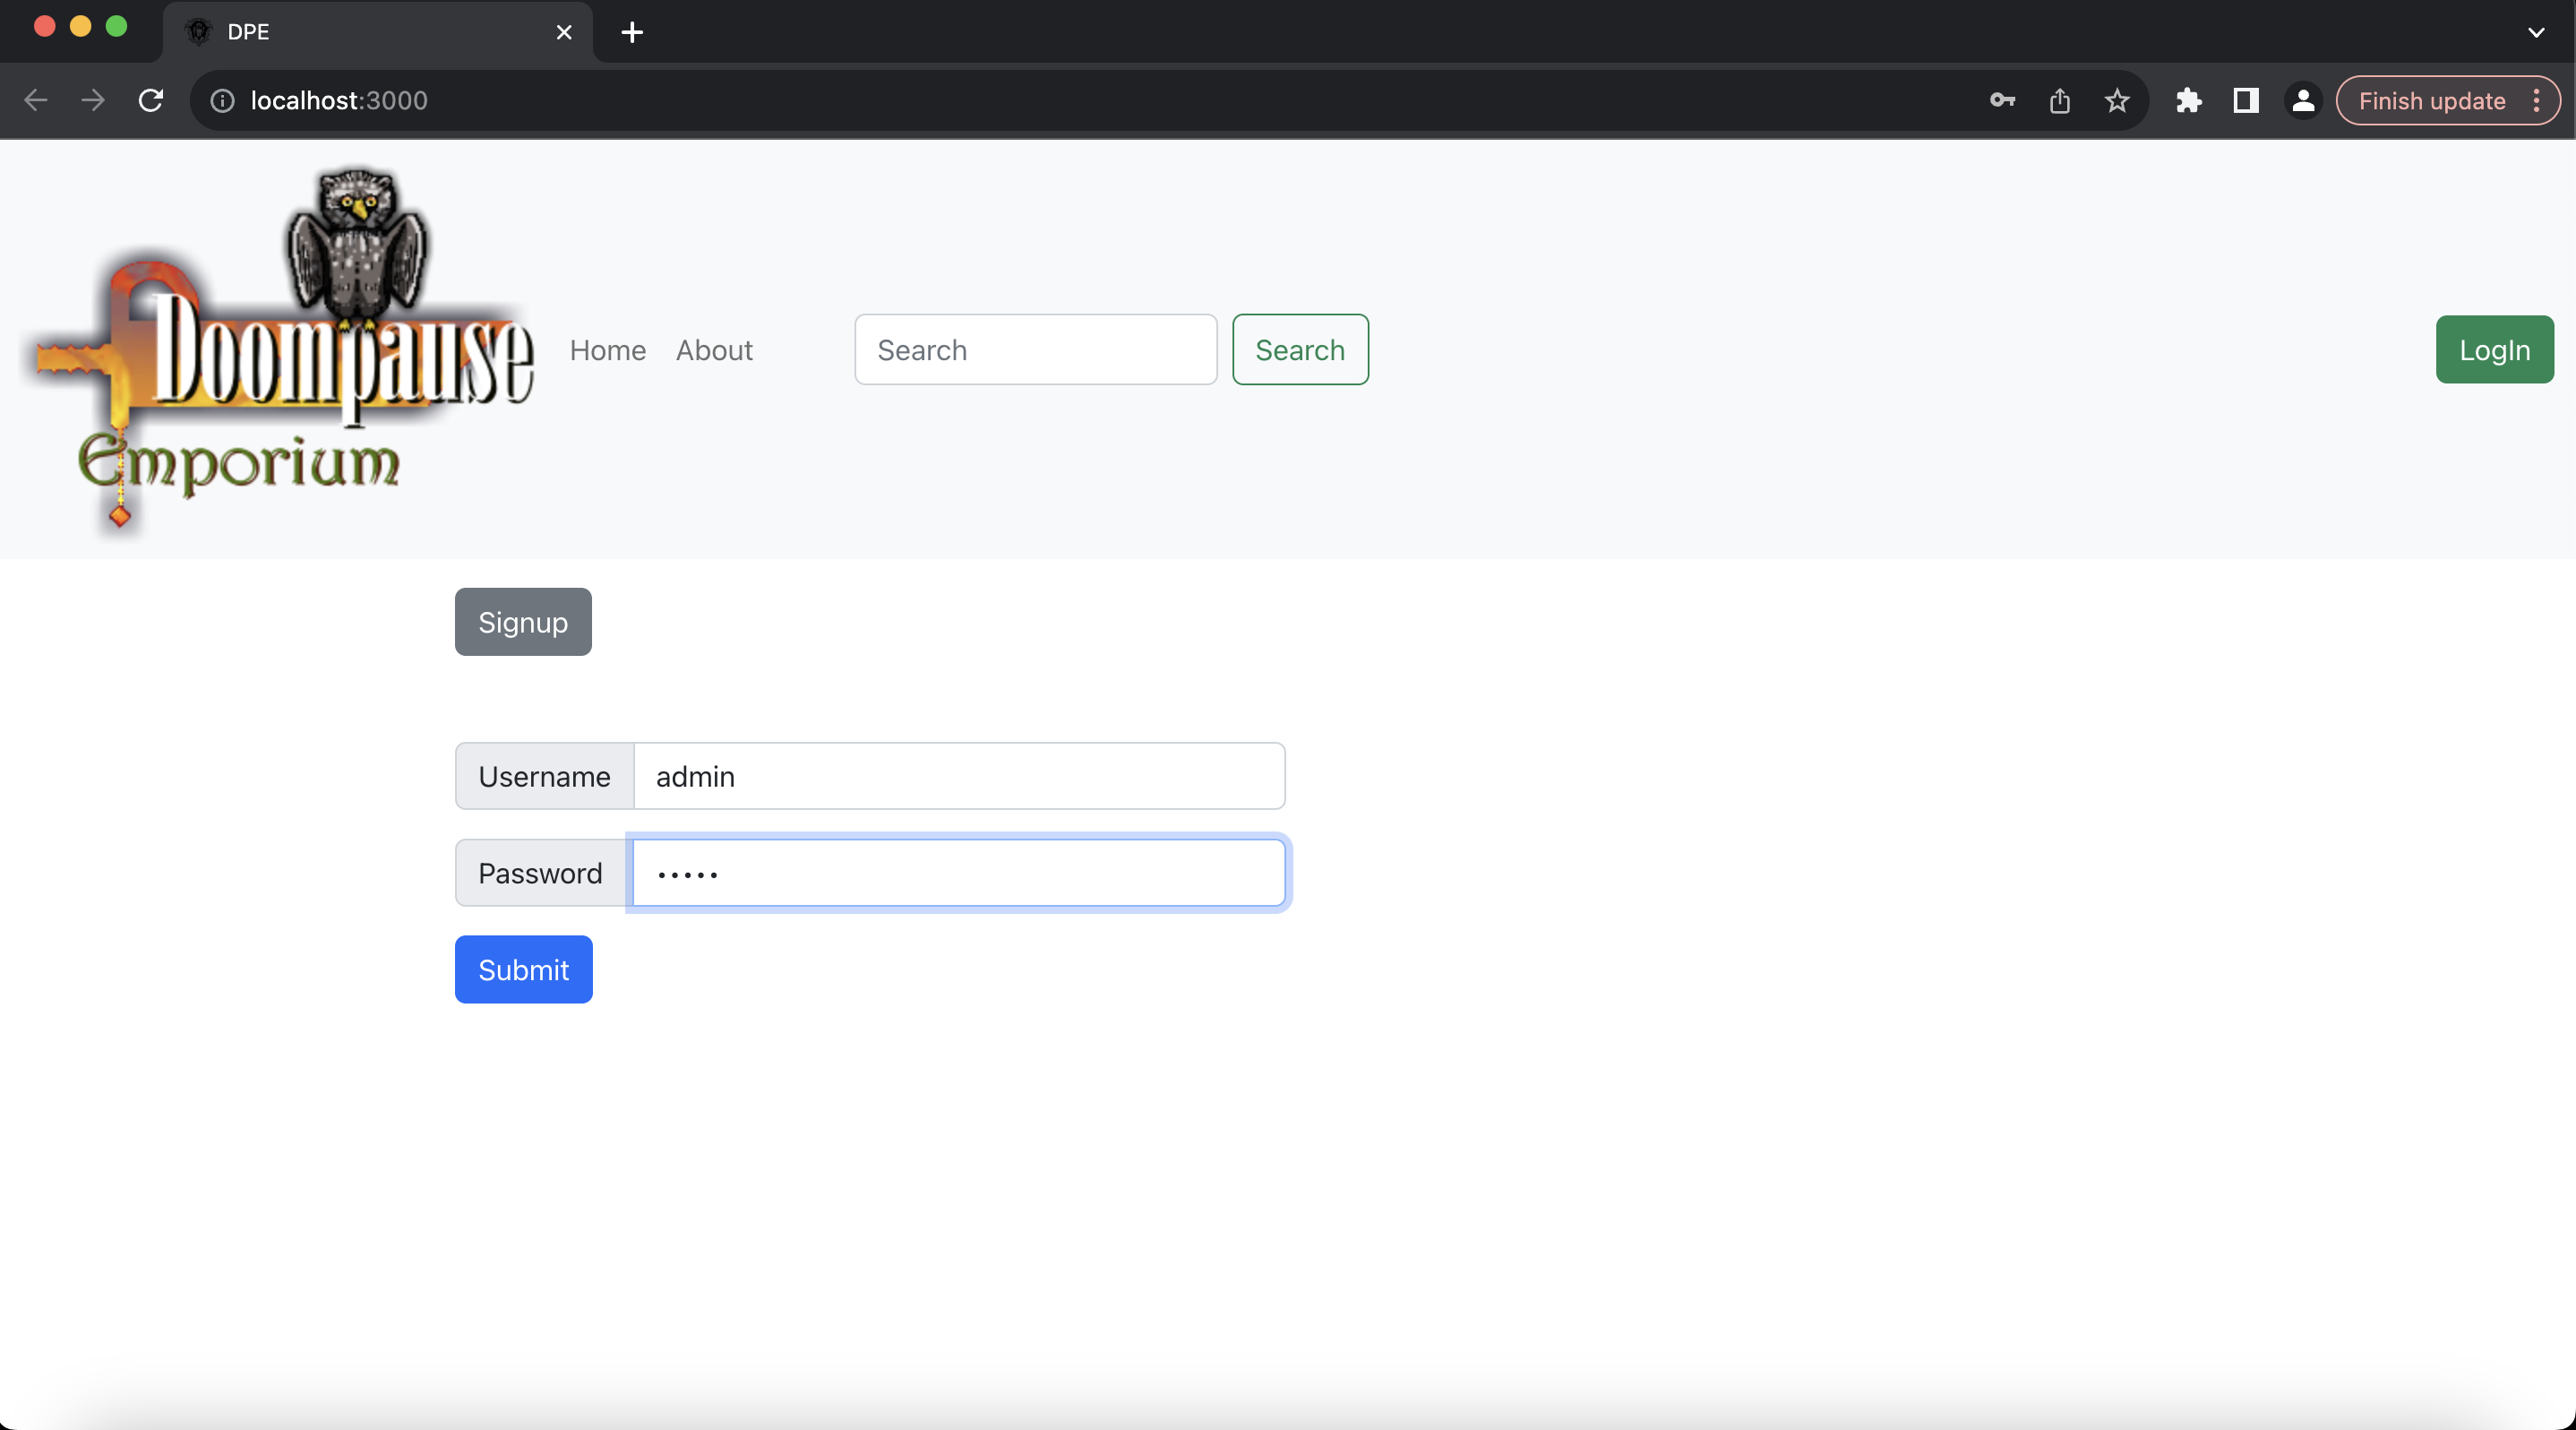 DPE
localhost:3000
Finish update
Doompause
Emporium
Home
About
Search
Search
LogIn
Signup
Username
admin
Password
•••••
Submit